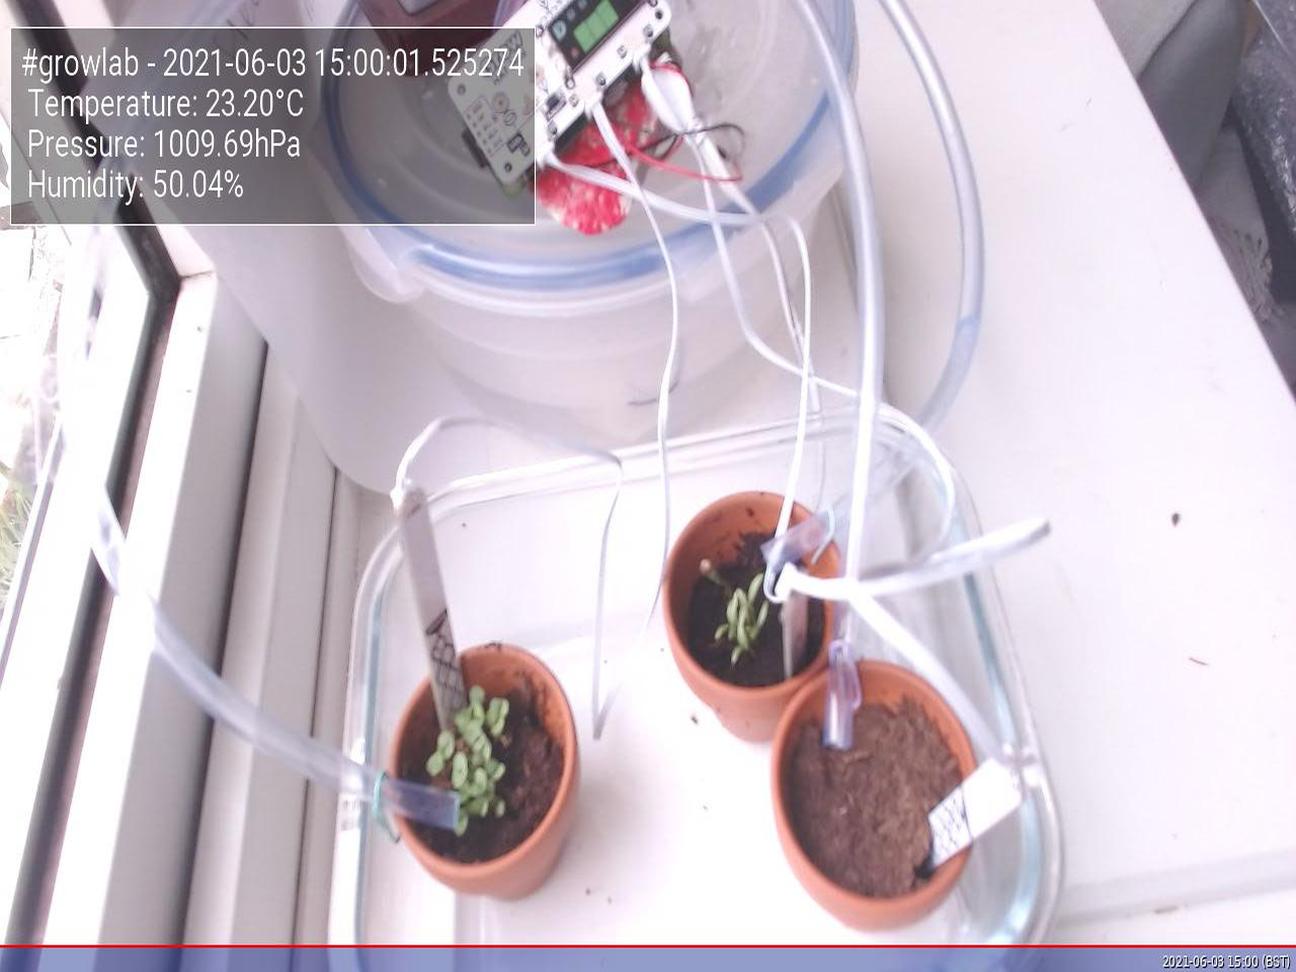 #growlab - 2021-06-03 15:00:01.525274
Temperature: 23.20°C
Pressure: 1009.69hPa
Humidity: 50.04%
2021-06-03 15:00 (BST)